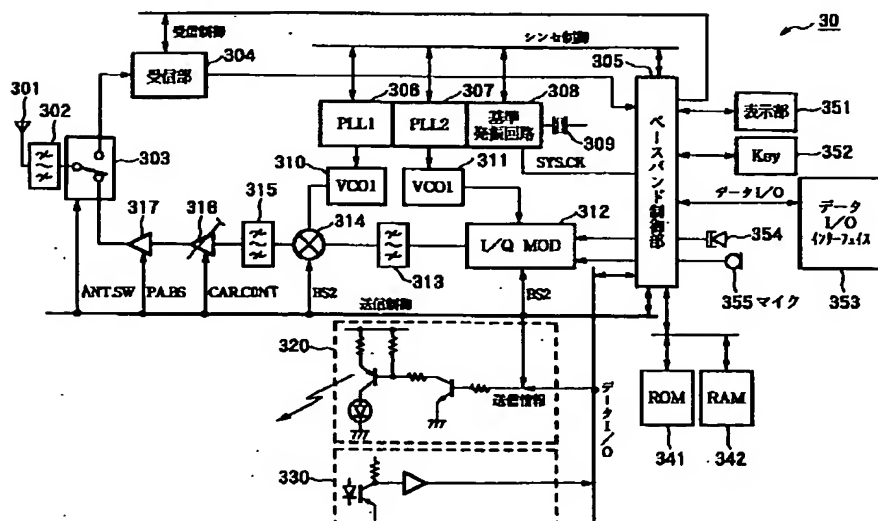 30
受信制御
304
シンセ制御
受信部
305
301
302
306
307
308
351
表示部
303
PLL1
PLL2
基準
発振回路
309
ベースバンド制御部
Key
352
310
311
SYS.CK
データI/O
VCO1
VCO1
312
データ
I/O
インターフェイス
317
316
315
314
I/Q MOD
354
313
355 マイク
353
ANT.SW
PA.BS
CAR.CONT
BS2
BS2
送信制御
320
送信情報
データI/O
ROM
RAM
330
341
342